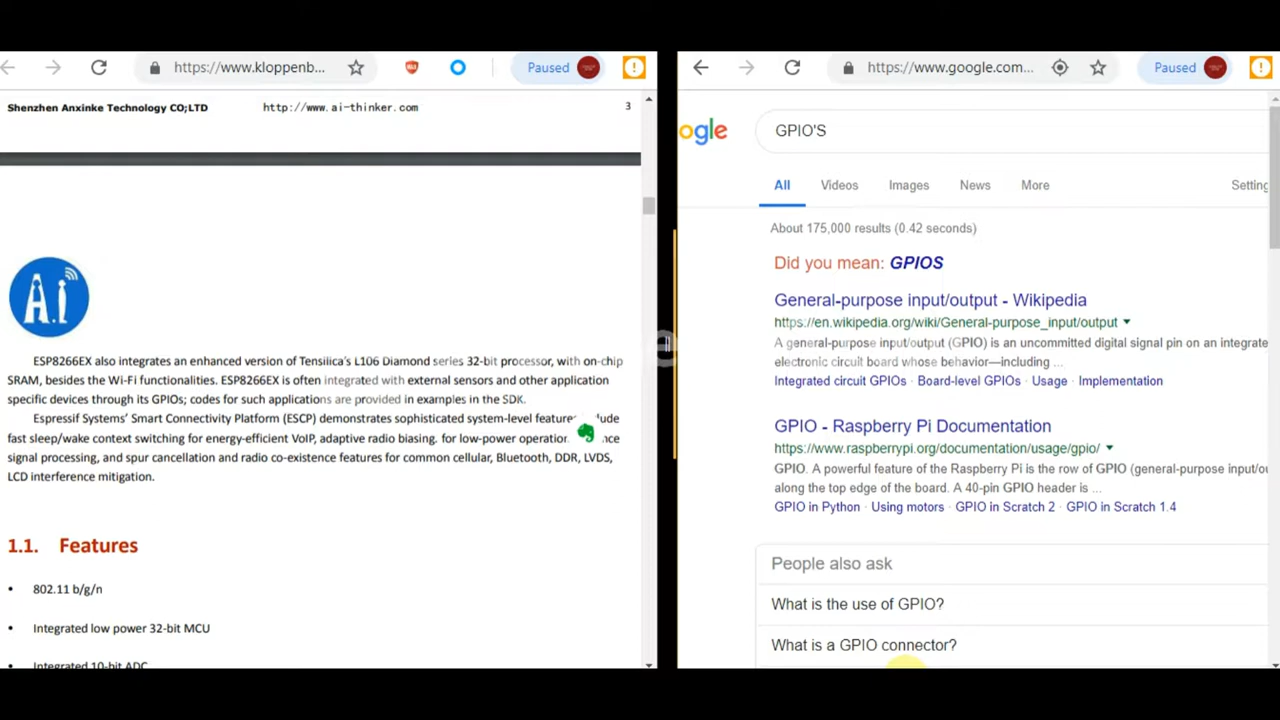 https://www.kloppenb...
Paused
Shenzhen Anxinke Technology CO;LTD http://www.ai-thinker.com 3
A.i
ESP8266EX also integrates an enhanced version of Tensilica's L106 Diamond series 32-bit processor, with on-chip
SRAM, besides the Wi-Fi functionalities. ESP8266EX is often integrated with external sensors and other application
specific devices through its GPIOs; codes for such applications are provided in examples in the SDK.
Espressif Systems' Smart Connectivity Platform (ESCP) demonstrates sophisticated system-level
fast sleep/wake context switching for energy-efficient VoIP, adaptive radio biasing. for low-power operation
signal processing, and spur cancellation and radio co-existence features for common cellular, Bluetooth, DDR, LVDS,
LCD interference mitigation.
1.1. Features
• 802.11 b/g/n
• Integrated low power 32-bit MCU
• Integrated 10-bit ADC
https://www.google.com...
Paused
ogle
GPIO'S
All Videos Images News More Setting
About 175,000 results (0.42 seconds)
Did you mean: GPIOS
General-purpose input/output - Wikipedia
https://en.wikipedia.org/wiki/General-purpose_input/output
A general-purpose input/output (GPIO) is an uncommitted digital signal pin on an integrate
electronic circuit board whose behavior—including ...
Integrated circuit GPIOs · Board-level GPIOs · Usage · Implementation
GPIO - Raspberry Pi Documentation
https://www.raspberrypi.org/documentation/usage/gpio/
GPIO. A powerful feature of the Raspberry Pi is the row of GPIO (general-purpose input/ou
along the top edge of the board. A 40-pin GPIO header is ...
GPIO in Python · Using motors · GPIO in Scratch 2 · GPIO in Scratch 1.4
People also ask
What is the use of GPIO?
What is a GPIO connector?